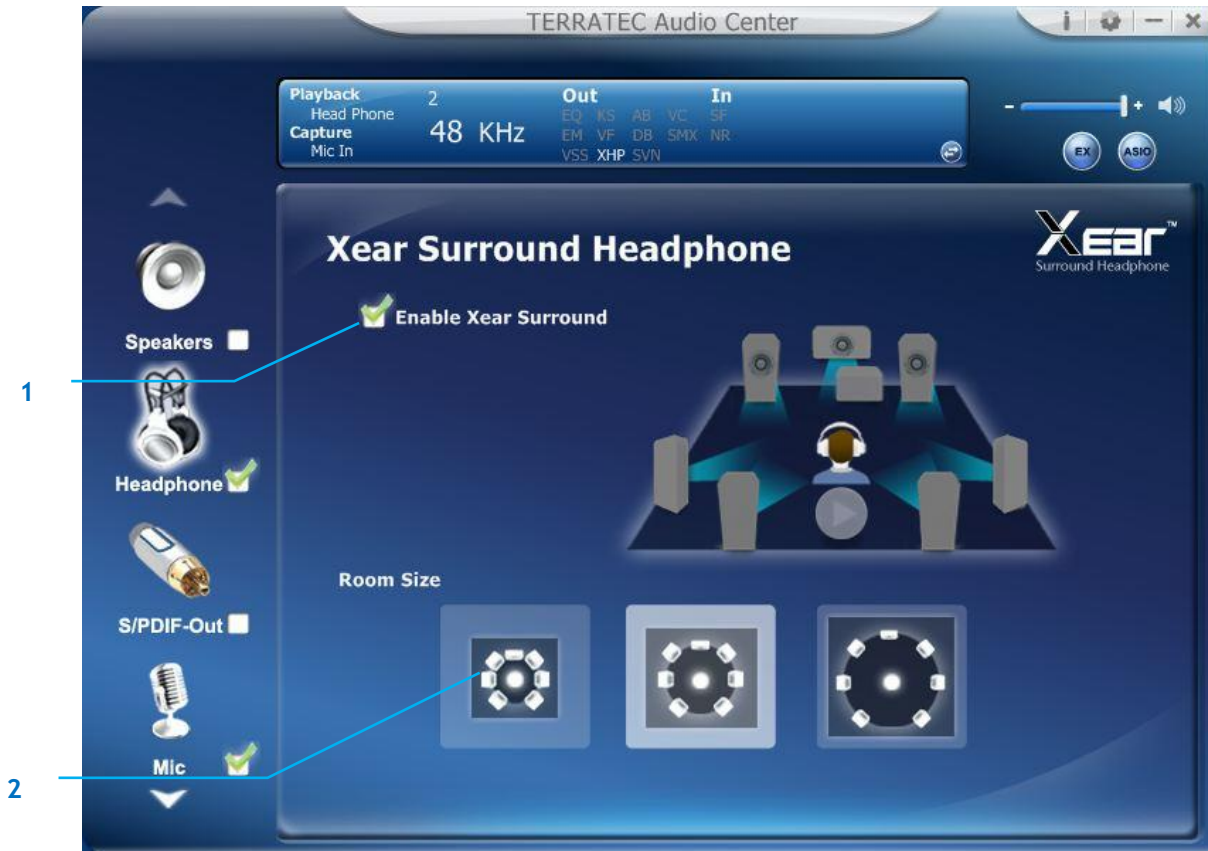 TERRATEC Audio Center
i
Playback 2 Out In
Head Phone EQ KS AB VC SF
Capture 48 KHz EM VF DB SMX NR
Mic In VSS XHP SVN
- +
EX ASIO
Xear Surround Headphone
Xear™
Surround Headphone
Enable Xear Surround
Speakers
1
Headphone
Room Size
S/PDIF-Out
Mic
2